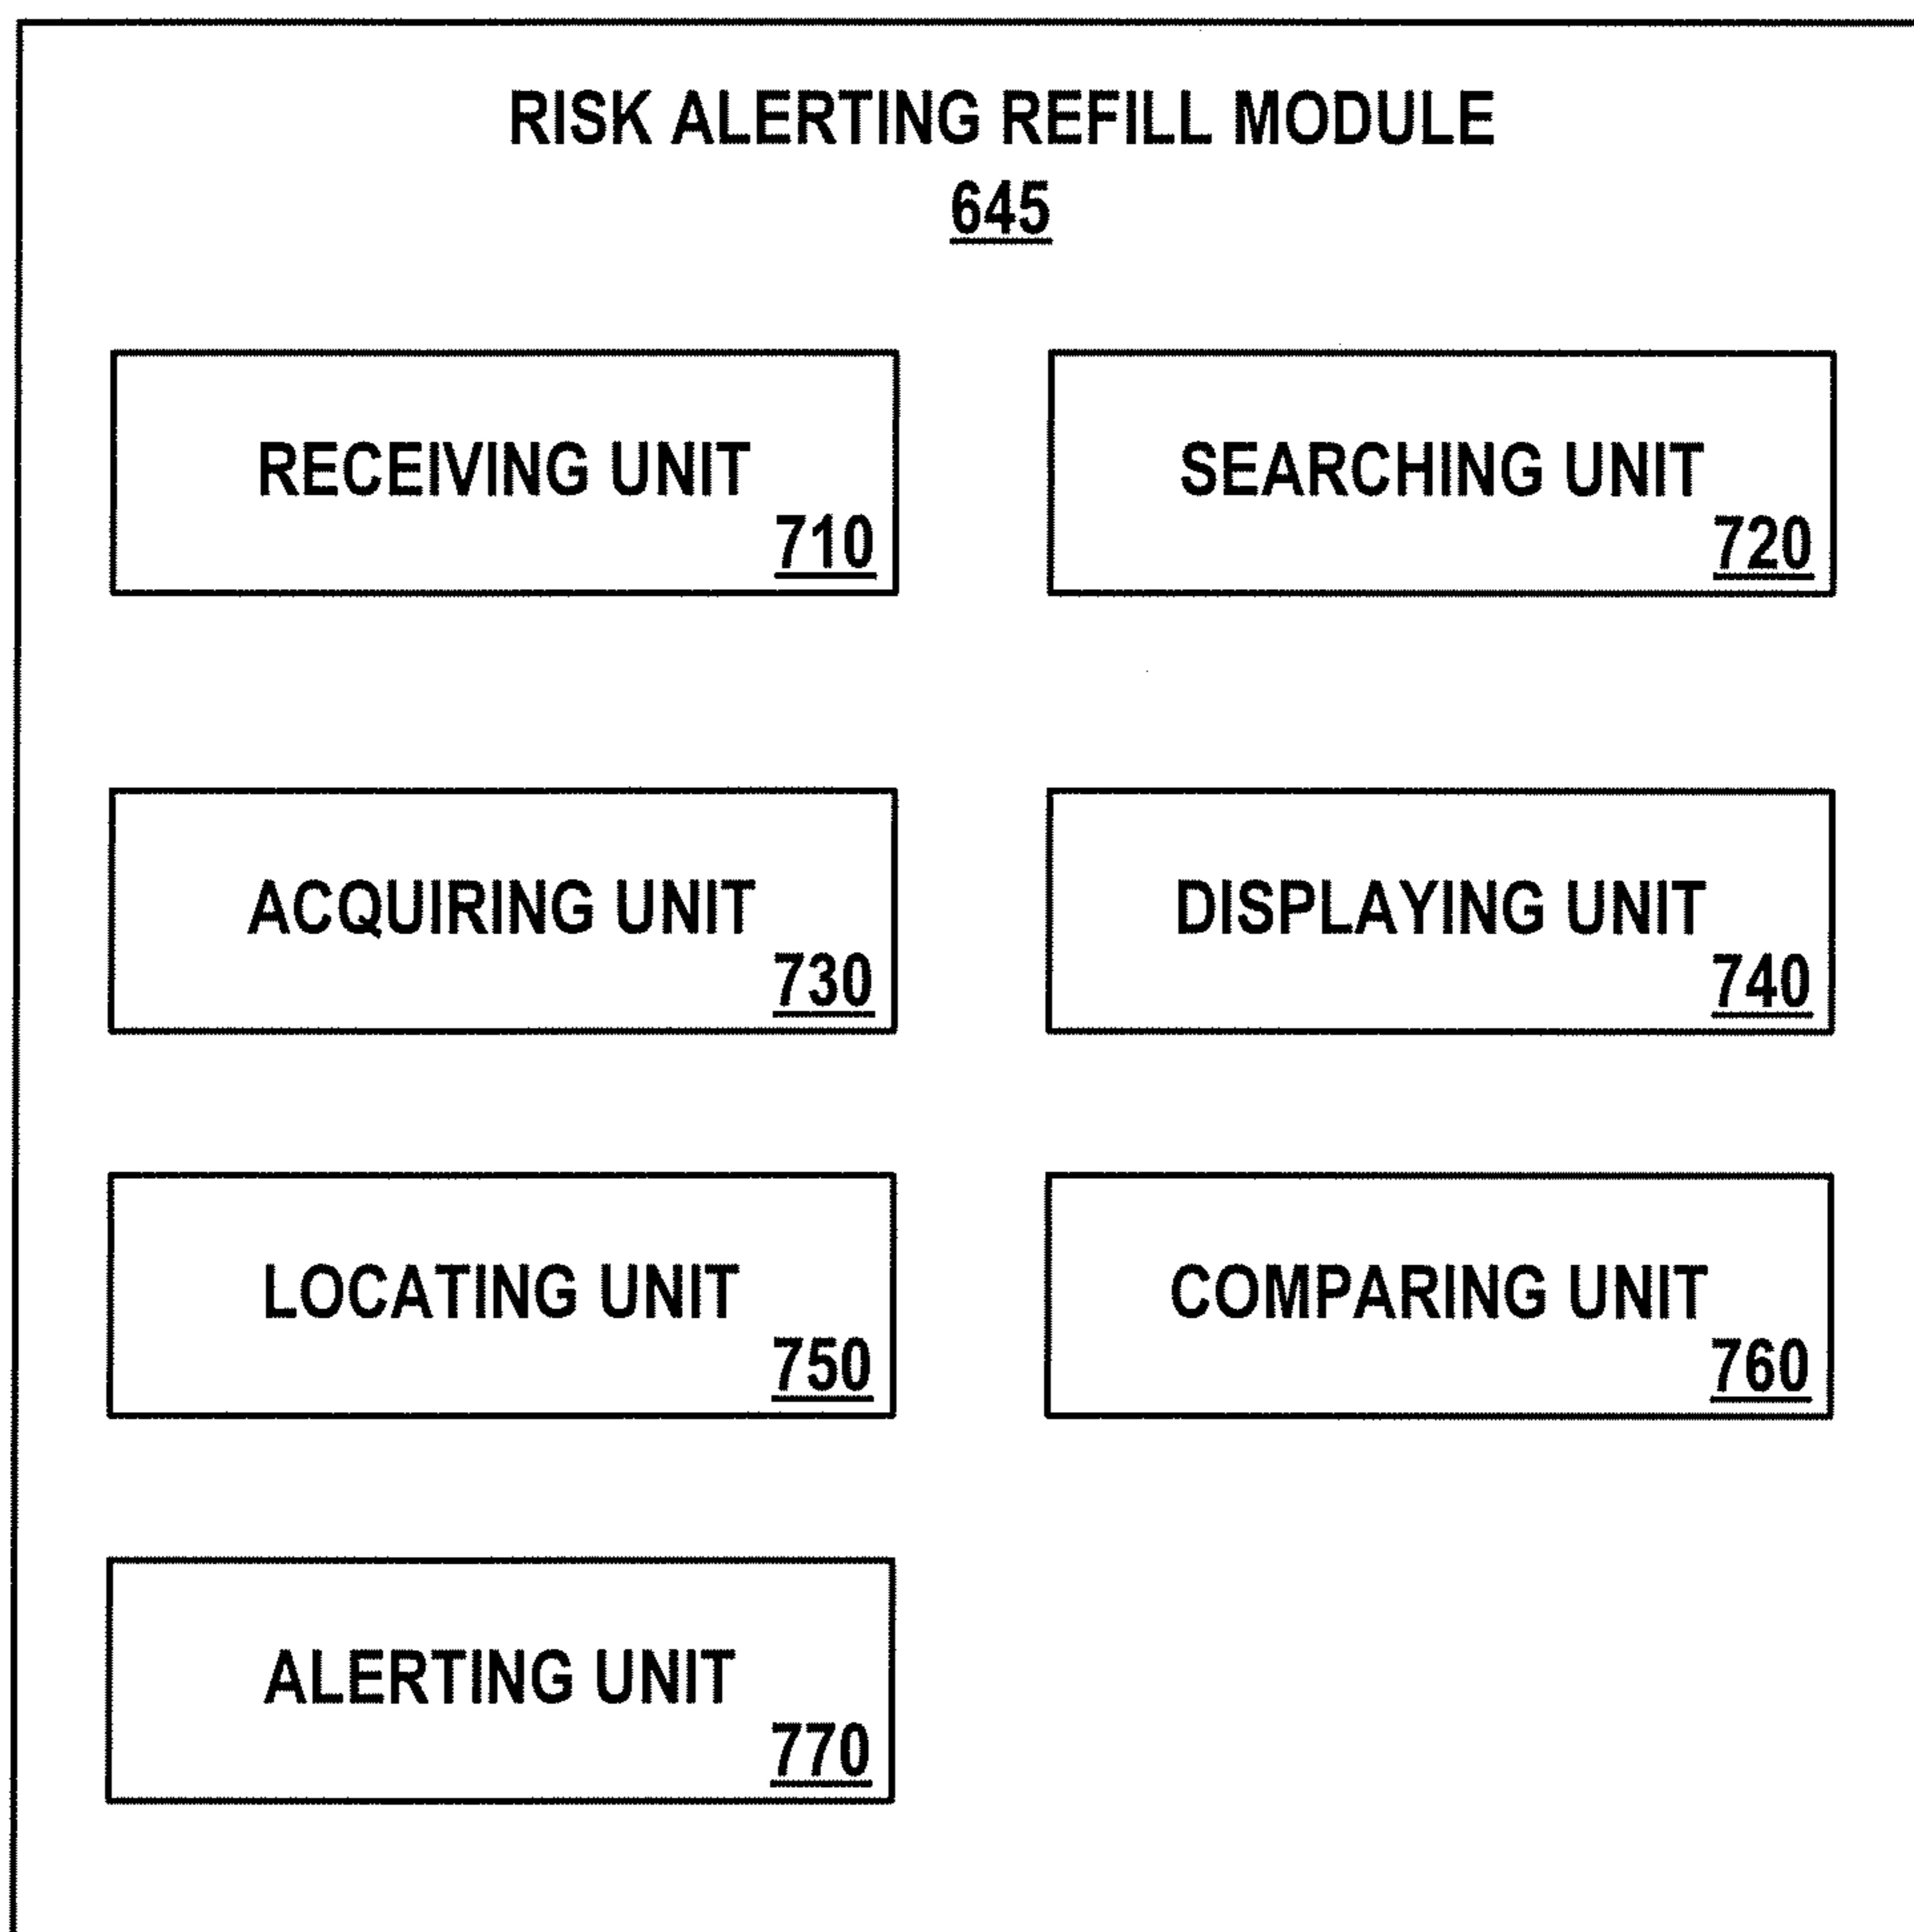 RISK ALERTING REFILL MODULE
645
RECEIVING UNIT
710
SEARCHING UNIT
720
ACQUIRING UNIT
730
DISPLAYING UNIT
740
LOCATING UNIT
750
COMPARING UNIT
760
ALERTING UNIT
770